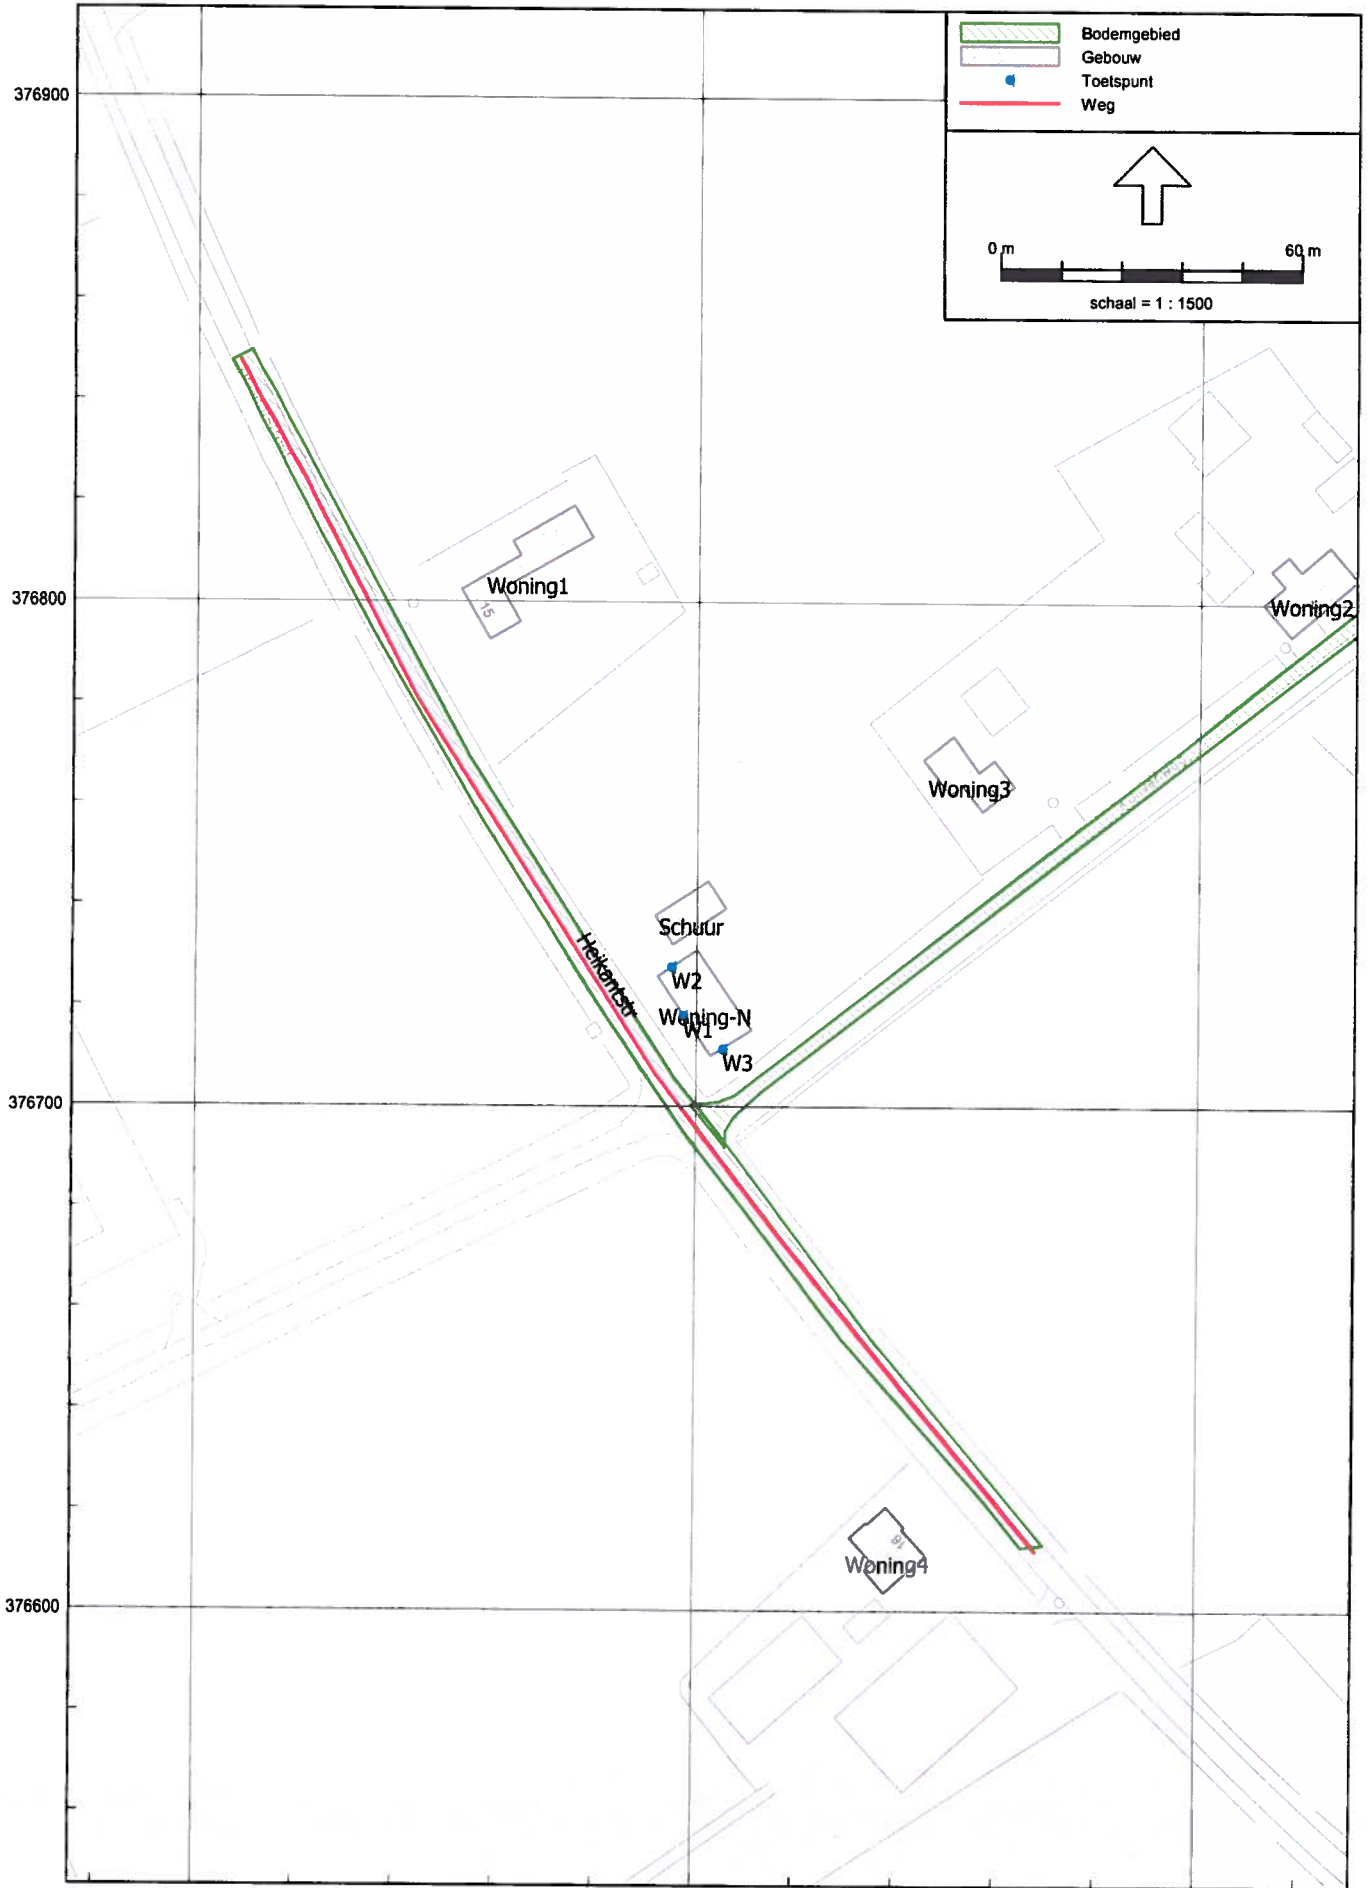 Bodemgebied
Gebouw
Toetspunt
Weg
0 m 60 m
schaal = 1 : 1500
376900
376800
376700
376600
Woning1
15
Woning2
Woning3
Schuur
Heikantstr
W2
Woning-N
W1
W3
Woning4